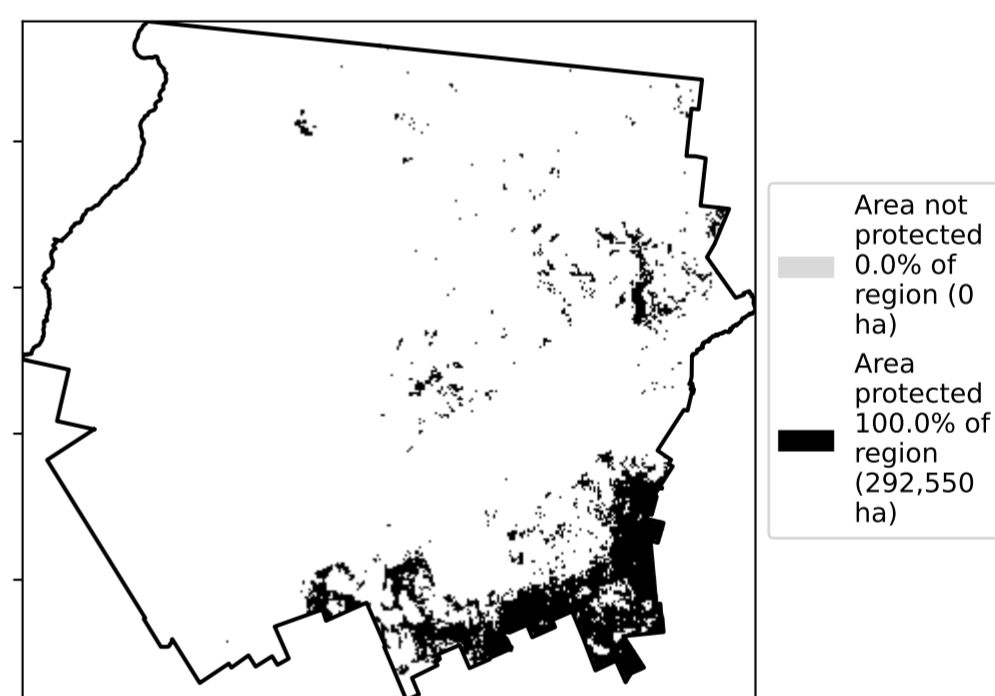 Area not
protected
0.0% of
region (0
ha)
Area
protected
100.0% of
region
(292,550
ha)